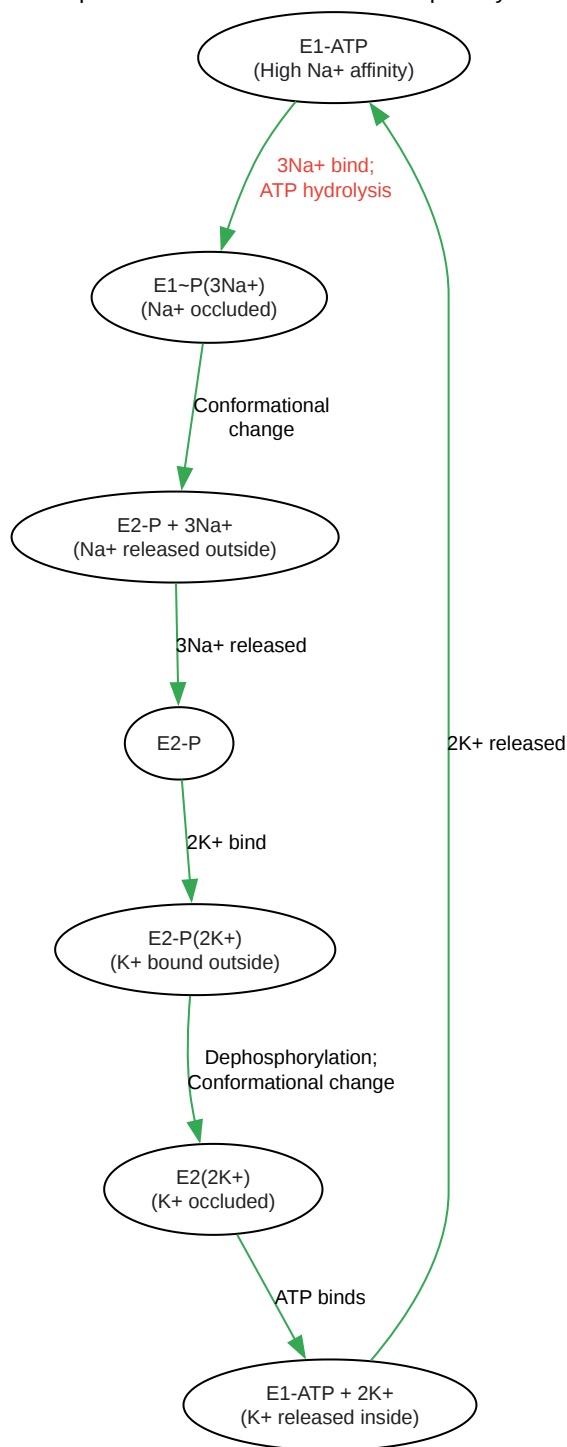 E1-ATP
(High Na+ affinity)
3Na+ bind;
ATP hydrolysis
E1~P(3Na+)
(Na+ occluded)
Conformational
change
E2-P + 3Na+
(Na+ released outside)
3Na+ released
E2-P
2K+ released
2K+ bind
E2-P(2K+)
(K+ bound outside)
Dephosphorylation;
Conformational change
E2(2K+)
(K+ occluded)
ATP binds
E1-ATP + 2K+
(K+ released inside)